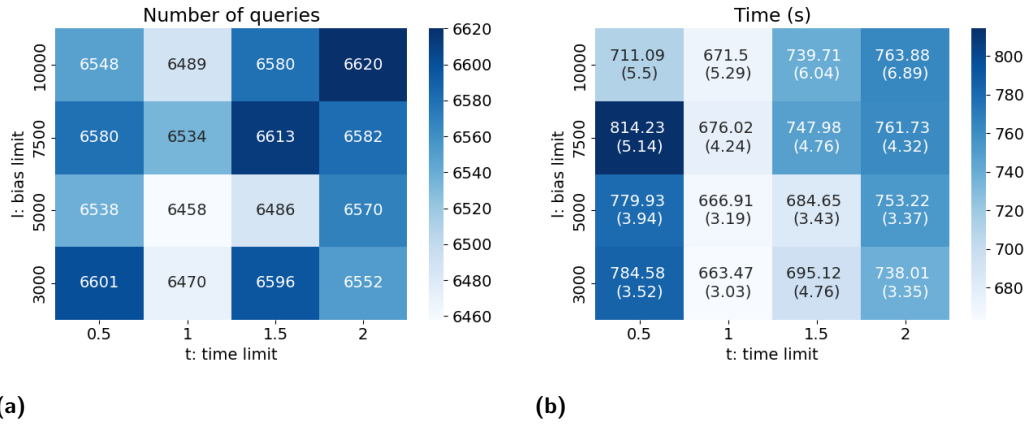 Number of queries
10000
7500
5000
3000
l: bias limit
6548 6489 6580 6620
6580 6534 6613 6582
6538 6458 6486 6570
6601 6470 6596 6552
0.5 1 1.5 2
t: time limit
6620
6600
6580
6560
6540
6520
6500
6480
6460
(a)
Time (s)
10000
7500
5000
3000
l: bias limit
711.09 671.5 739.71 763.88
(5.5) (5.29) (6.04) (6.89)
814.23 676.02 747.98 761.73
(5.14) (4.24) (4.76) (4.32)
779.93 666.91 684.65 753.22
(3.94) (3.19) (3.43) (3.37)
784.58 663.47 695.12 738.01
(3.52) (3.03) (4.76) (3.35)
0.5 1 1.5 2
t: time limit
800
780
760
740
720
700
680
(b)